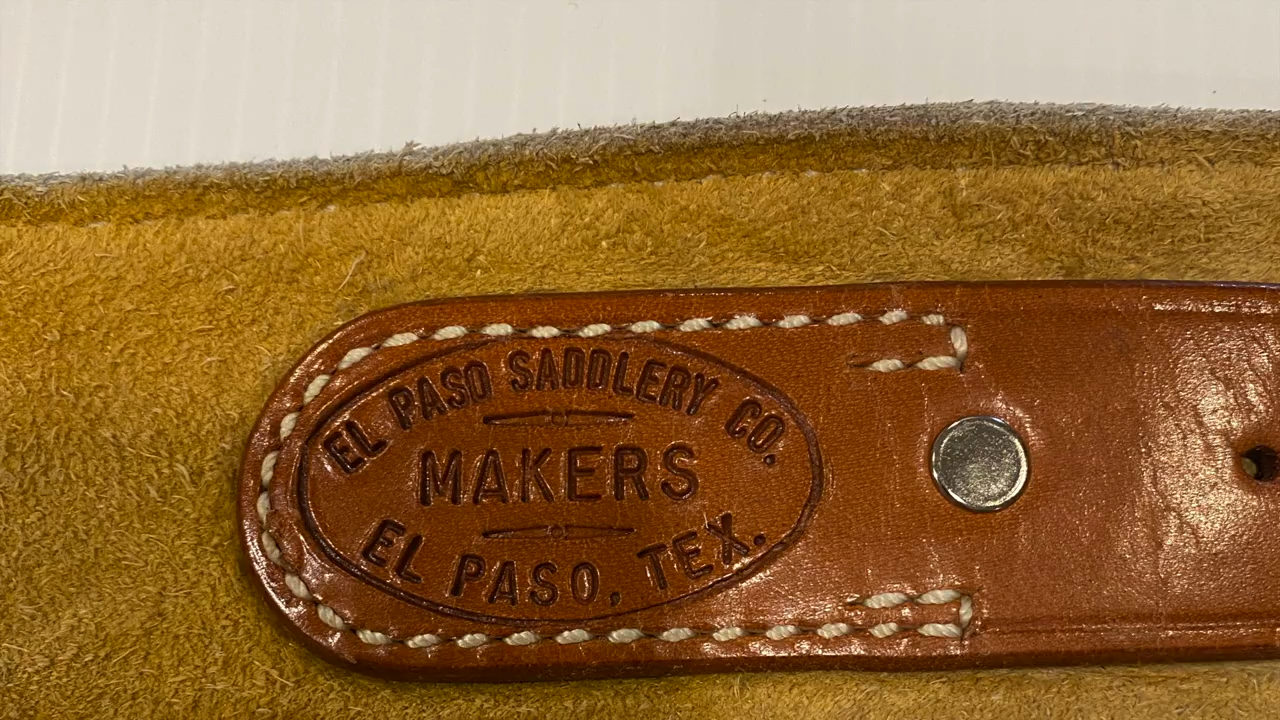 EL PASO SADDLERY CO.
MAKERS
EL PASO, TEX.